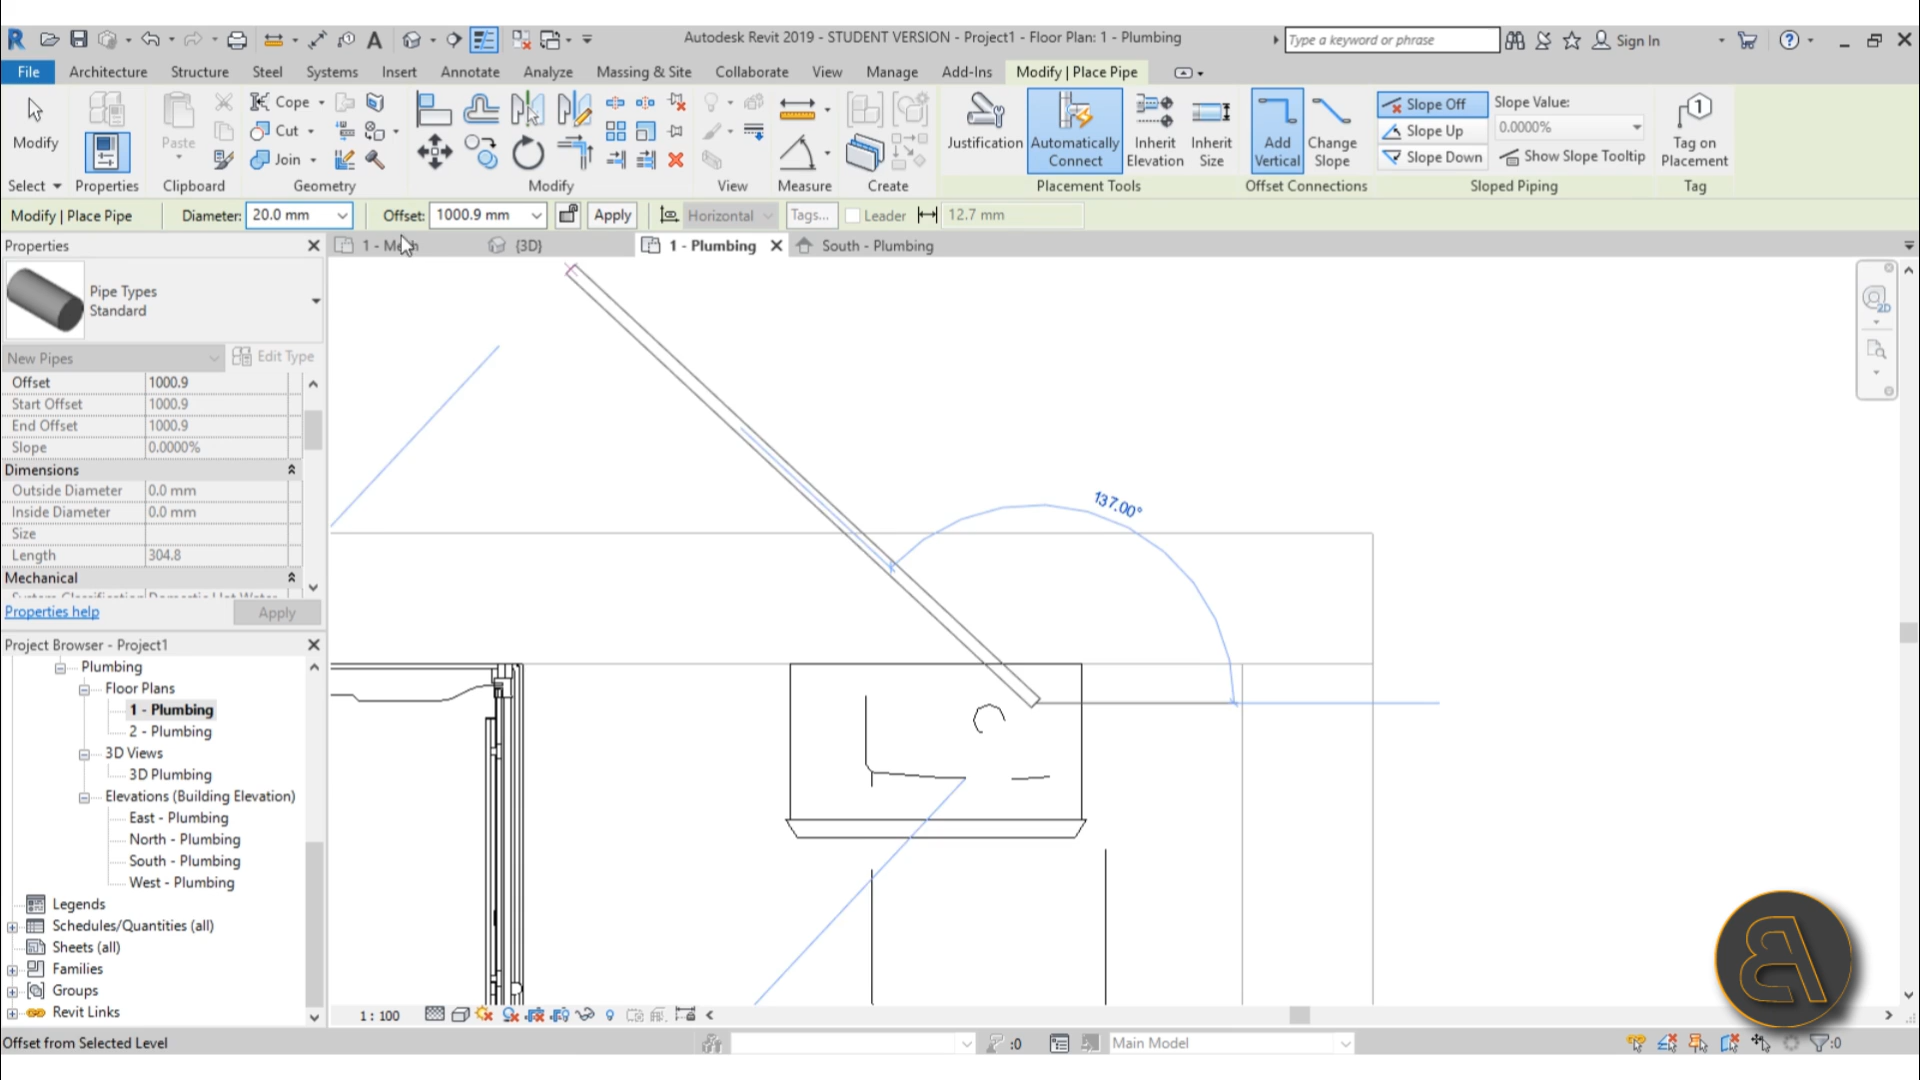 Autodesk Revit 2019 - STUDENT VERSION - Project1 - Floor Plan: 1 - Plumbing
Type a keyword or phrase
Sign In
File Architecture Structure Steel Systems Insert Annotate Analyze Massing & Site Collaborate View Manage Add-Ins Modify | Place Pipe
Modify
Paste
Cope
Cut
Join
Justification
Automatically Connect
Inherit Elevation
Inherit Size
Add Vertical
Change Slope
Slope Off
Slope Up
Slope Down
Slope Value:
0.0000%
Show Slope Tooltip
Tag on Placement
Select Properties Clipboard Geometry Modify View Measure Create Placement Tools Offset Connections Sloped Piping Tag
Modify | Place Pipe Diameter: 20.0 mm Offset: 1000.9 mm Apply Horizontal Tags... Leader 12.7 mm
Properties
{3D}
1 - Plumbing
South - Plumbing
Pipe Types
Standard
New Pipes
Edit Type
Offset 1000.9
Start Offset 1000.9
End Offset 1000.9
Slope 0.0000%
Dimensions
Outside Diameter 0.0 mm
Inside Diameter 0.0 mm
Size
Length 304.8
Mechanical
Properties help
Apply
Project Browser - Project1
Plumbing
Floor Plans
1 - Plumbing
2 - Plumbing
3D Views
3D Plumbing
Elevations (Building Elevation)
East - Plumbing
North - Plumbing
South - Plumbing
West - Plumbing
Legends
Schedules/Quantities (all)
Sheets (all)
Families
Groups
Revit Links
137.00°
2D
1 : 100
Offset from Selected Level
:0
Main Model
:0